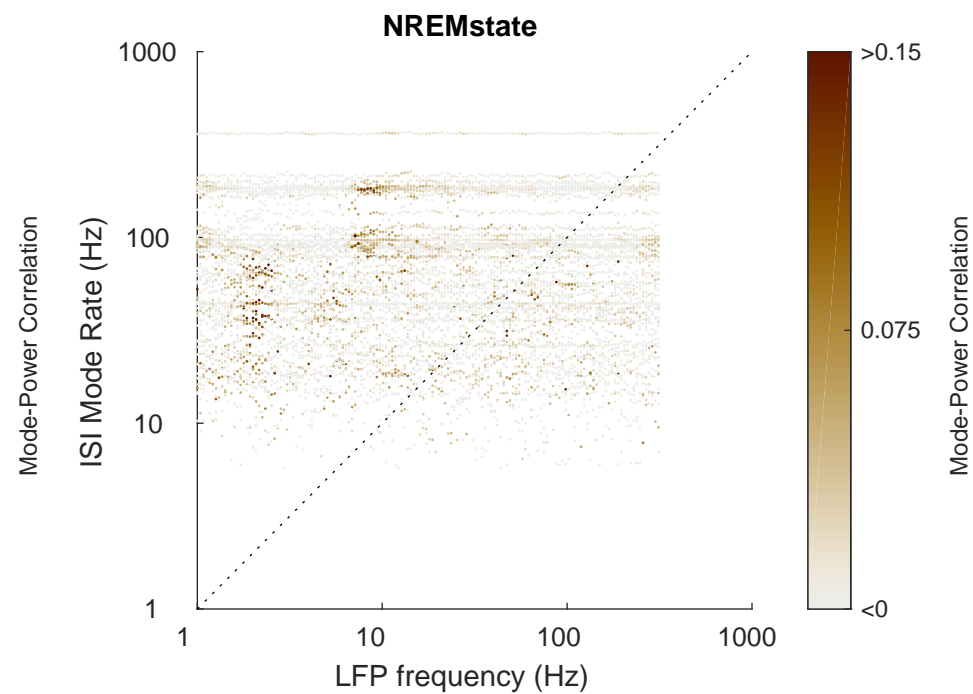 NREMstate
1000
100
10
1
1
10
100
1000
LFP frequency (Hz)
ISI Mode Rate (Hz)
Mode-Power Correlation
>0.15
0.075
<0
Mode-Power Correlation